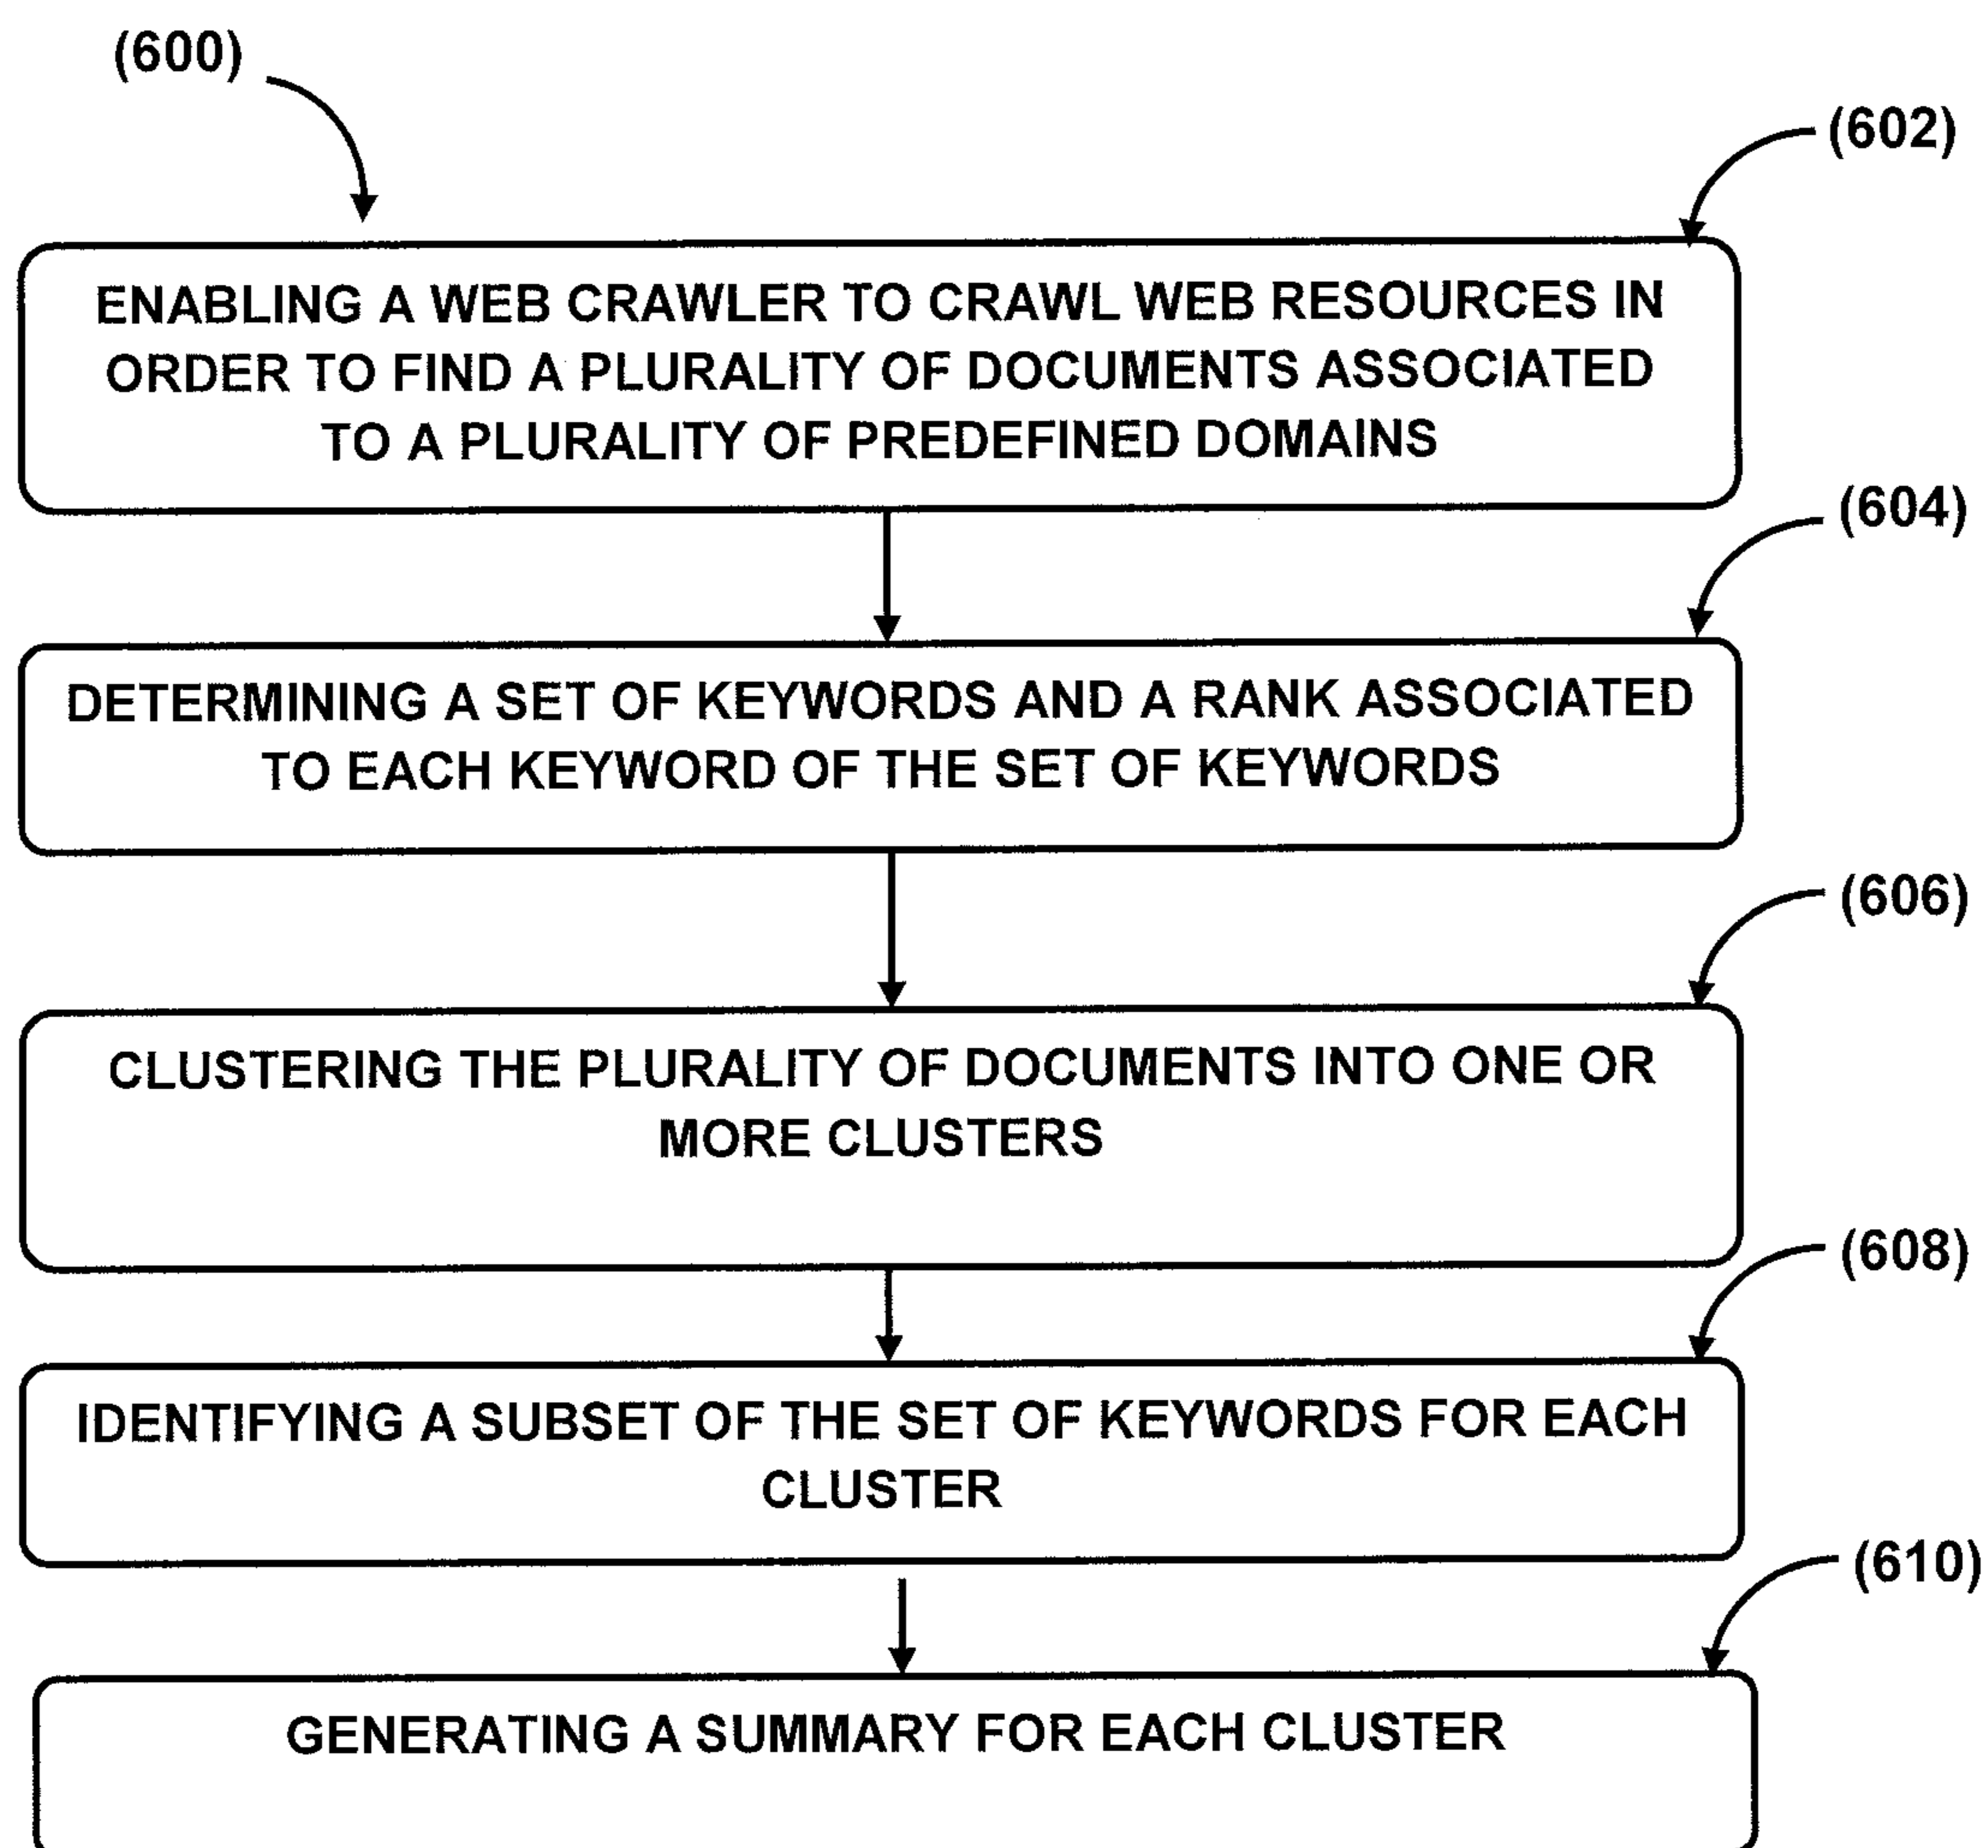 (600)
(602)
ENABLING A WEB CRAWLER TO CRAWL WEB RESOURCES IN
ORDER TO FIND A PLURALITY OF DOCUMENTS ASSOCIATED
TO A PLURALITY OF PREDEFINED DOMAINS
(604)
DETERMINING A SET OF KEYWORDS AND A RANK ASSOCIATED
TO EACH KEYWORD OF THE SET OF KEYWORDS
(606)
CLUSTERING THE PLURALITY OF DOCUMENTS INTO ONE OR
MORE CLUSTERS
(608)
IDENTIFYING A SUBSET OF THE SET OF KEYWORDS FOR EACH
CLUSTER
(610)
GENERATING A SUMMARY FOR EACH CLUSTER